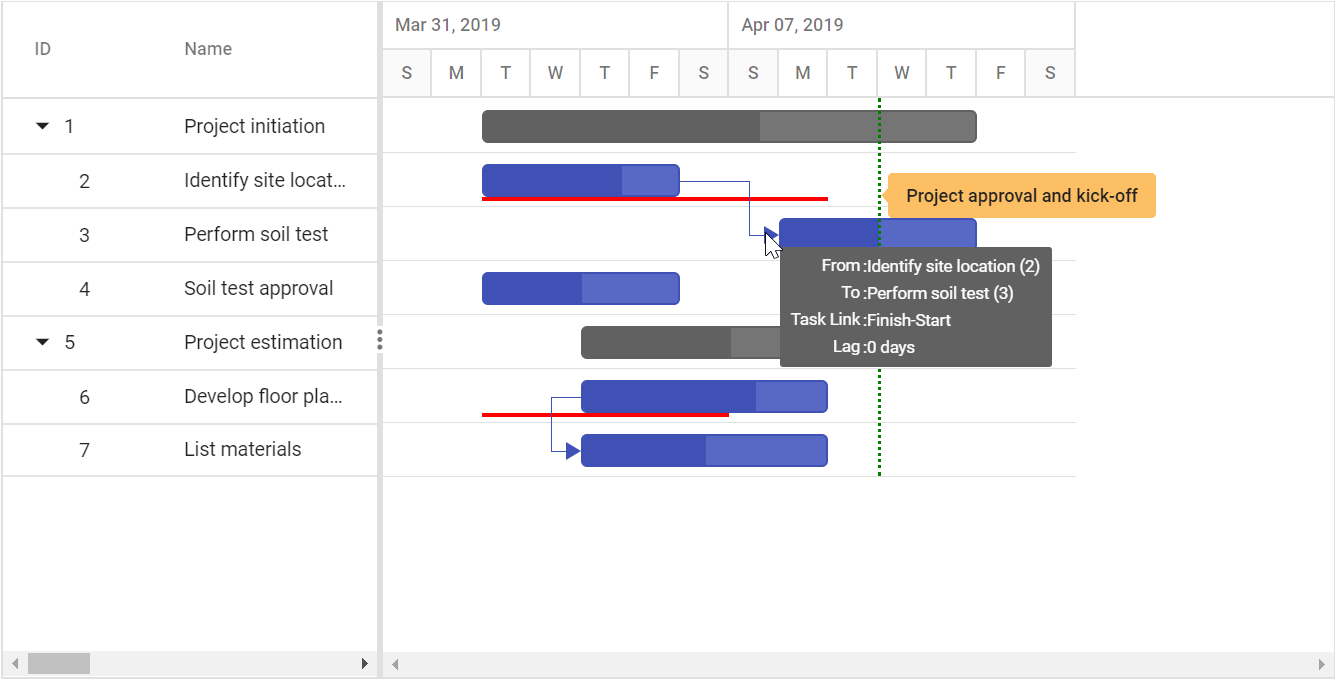 ID Name Mar 31, 2019 Apr 07, 2019
S M T W T F S S M T W T F S
1 Project initiation
2 Identify site locat...
Project approval and kick-off
3 Perform soil test
From :Identify site location (2)
4 Soil test approval
To :Perform soil test (3)
Task Link :Finish-Start
5 Project estimation
Lag :0 days
6 Develop floor pla...
7 List materials